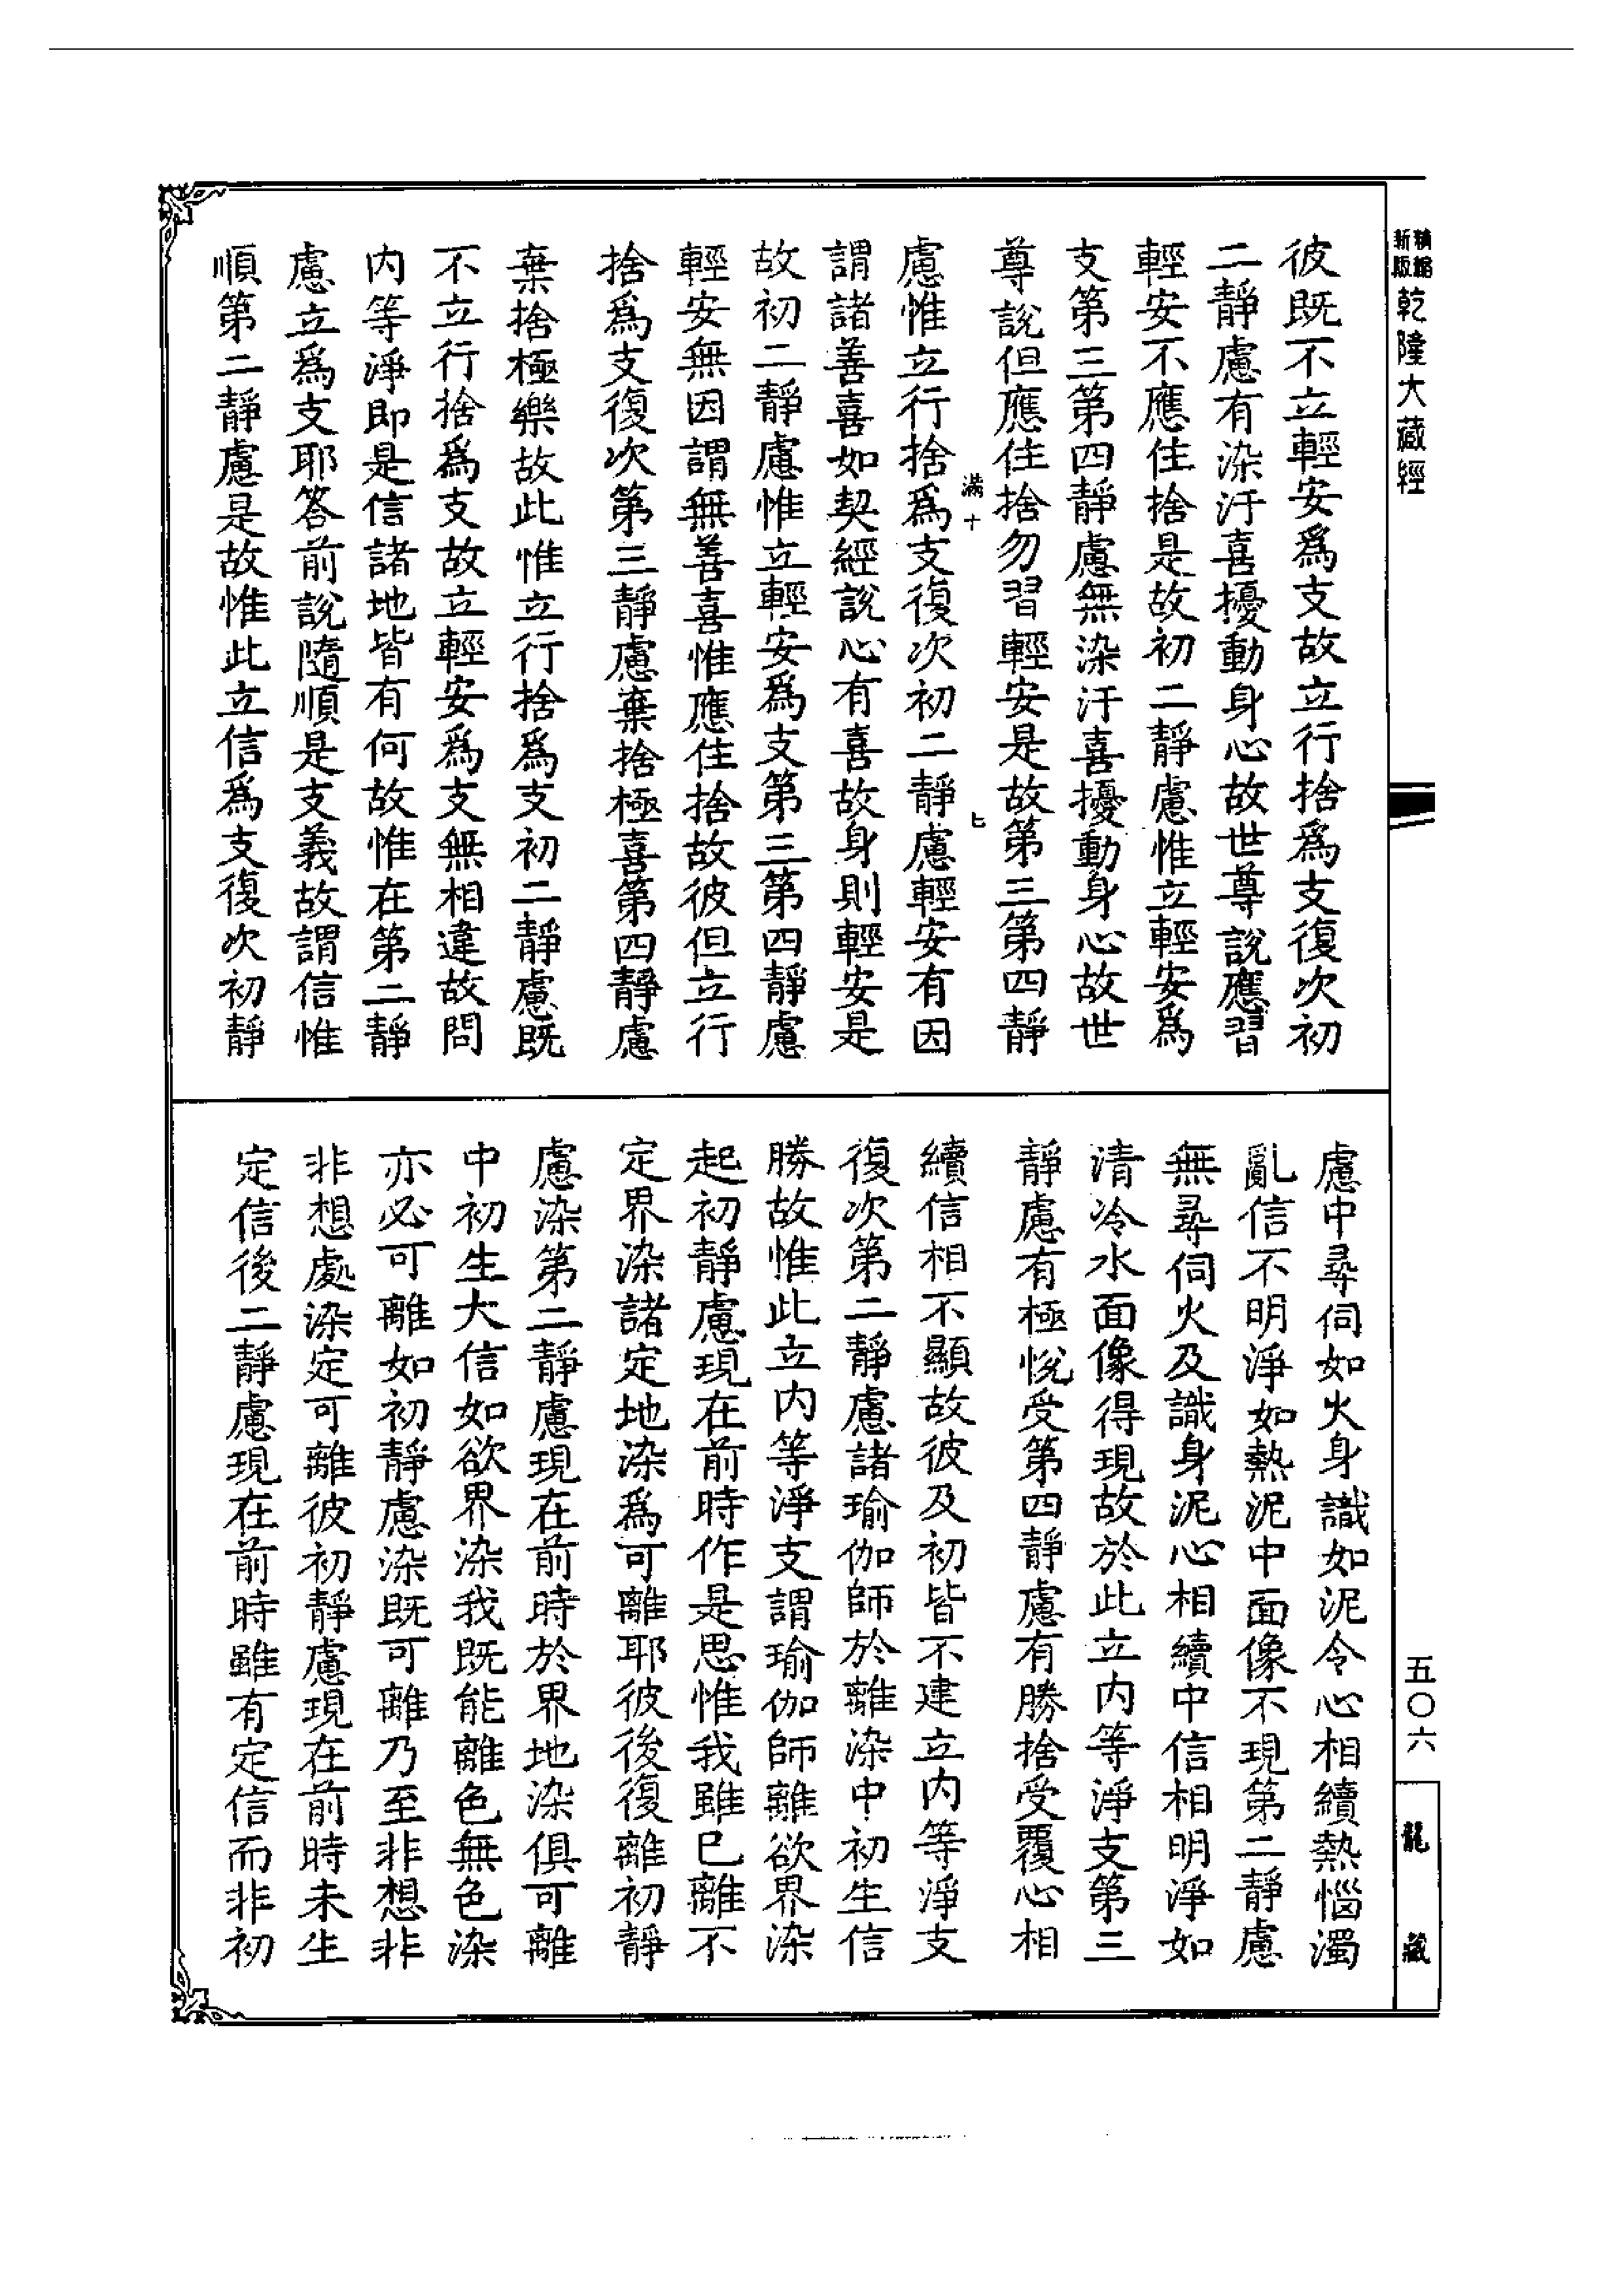 精縮
新版
乾隆大藏經
彼既不立輕安爲支故立行捨爲支復次初
二靜慮有染汙喜擾動身心故世尊說應習
輕安不應住捨是故初二靜慮惟立輕安爲
支第三第四靜慮無染汙喜擾動身心故世
尊說但應住捨勿習輕安是故第三第四靜
滿十
七
慮惟立行捨爲支復次初二靜慮輕安有因
謂諸善喜如契經說心有喜故身則輕安是
故初二靜慮惟立輕安爲支第三第四靜慮
輕安無因謂無善喜惟應住捨故彼但立行
捨爲支復次第三靜慮棄捨極喜第四靜慮
棄捨極樂故此惟立行捨爲支初二靜慮既
不立行捨爲支故立輕安爲支無相違故問
內等淨即是信諸地皆有何故惟在第二靜
慮立爲支耶答前說隨順是支義故謂信惟
順第二靜慮是故惟此立信爲支復次初靜
慮中尋伺如火身識如泥令心相續熱惱濁
亂信不明淨如熱泥中面像不現第二靜慮
無尋伺火及識身泥心相續中信相明淨如
清冷水面像得現故於此立內等淨支第三
靜慮有極悅受第四靜慮有勝捨受覆心相
續信相不顯故彼及初皆不建立內等淨支
復次第二靜慮諸瑜伽師於離染中初生信
勝故惟此立內等淨支謂瑜伽師離欲界染
起初靜慮現在前時作是思惟我雖已離不
定界染諸定地染爲可離耶彼後復離初靜
慮染第二靜慮現在前時於界地染俱可離
中初生大信如欲界染我既能離色無色染
亦必可離如初靜慮染既可離乃至非想非
非想處染定可離彼初靜慮現在前時未生
定信後二靜慮現在前時雖有定信而非初
五〇六
龍藏